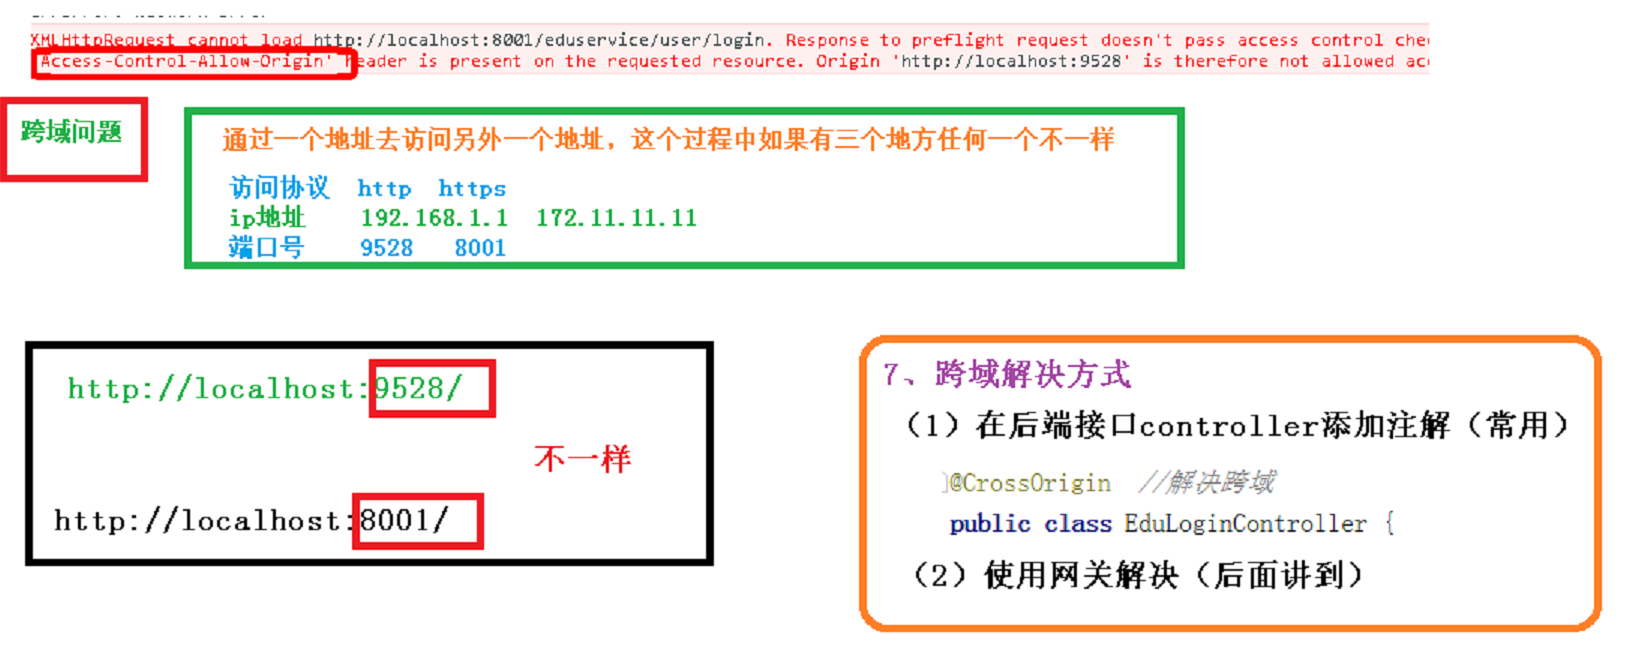 XMLHttpRequest cannot load http://localhost:8001/eduservice/user/login. Response to preflight request doesn't pass access control
'Access-Control-Allow-Origin' header is present on the requested resource. Origin 'http://localhost:9528' is therefore not allowed
跨域问题
通过一个地址去访问另外一个地址，这个过程中如果有三个地方任何一个不一样
访问协议 http https
ip地址 192.168.1.1 172.11.11.11
端口号 9528 8001
http://localhost:9528/
不一样
http://localhost:8001/
7、跨域解决方式
（1）在后端接口controller添加注解（常用）
@CrossOrigin //解决跨域
public class EduLoginController {
（2）使用网关解决（后面讲到）